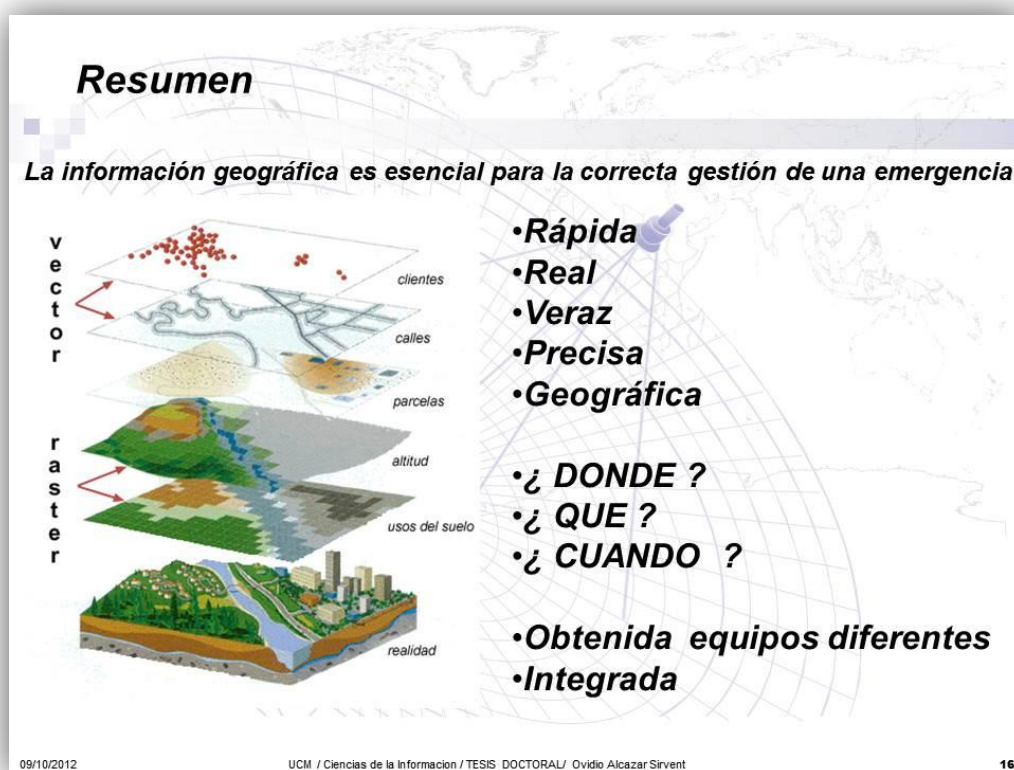 Resumen
La información geográfica es esencial para la correcta gestión de una emergencia
vector
clientes
calles
parcelas
raster
altitud
usos del suelo
realidad
•Rápida
•Real
•Veraz
•Precisa
•Geográfica
•¿ DONDE ?
•¿ QUE ?
•¿ CUANDO ?
•Obtenida equipos diferentes
•Integrada
09/10/2012
UCM / Ciencias de la Informacion / TESIS DOCTORAL/ Ovidio Alcazar Sirvent
16